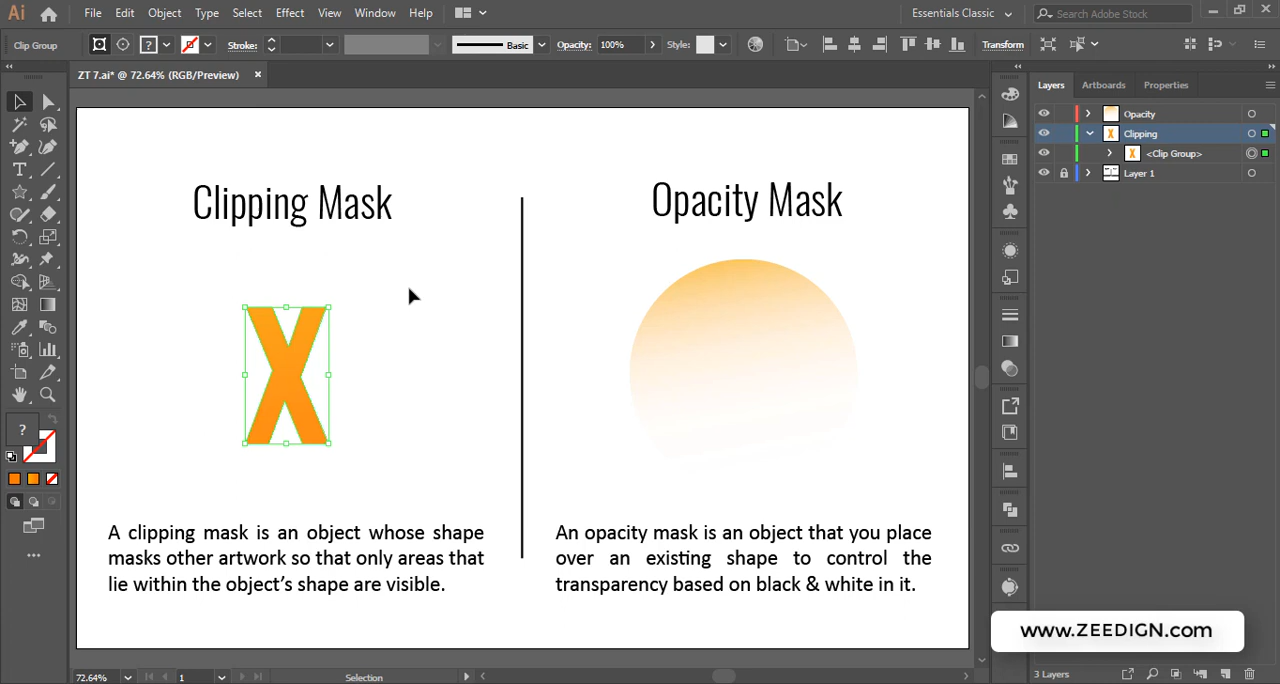 Ai File Edit Object Type Select Effect View Window Help Essentials Classic Search Adobe Stock
Clip Group ? Stroke: Basic Opacity: 100% Style: Transform
ZT 7.ai* @ 72.64% (RGB/Preview) ×
Layers Artboards Properties
Opacity
Clipping
<Clip Group>
Layer 1
Clipping Mask
Opacity Mask
X
?
A clipping mask is an object whose shape
masks other artwork so that only areas that
lie within the object's shape are visible.
An opacity mask is an object that you place
over an existing shape to control the
transparency based on black & white in it.
www.ZEEDIGN.com
72.64% 1 Selection
3 Layers